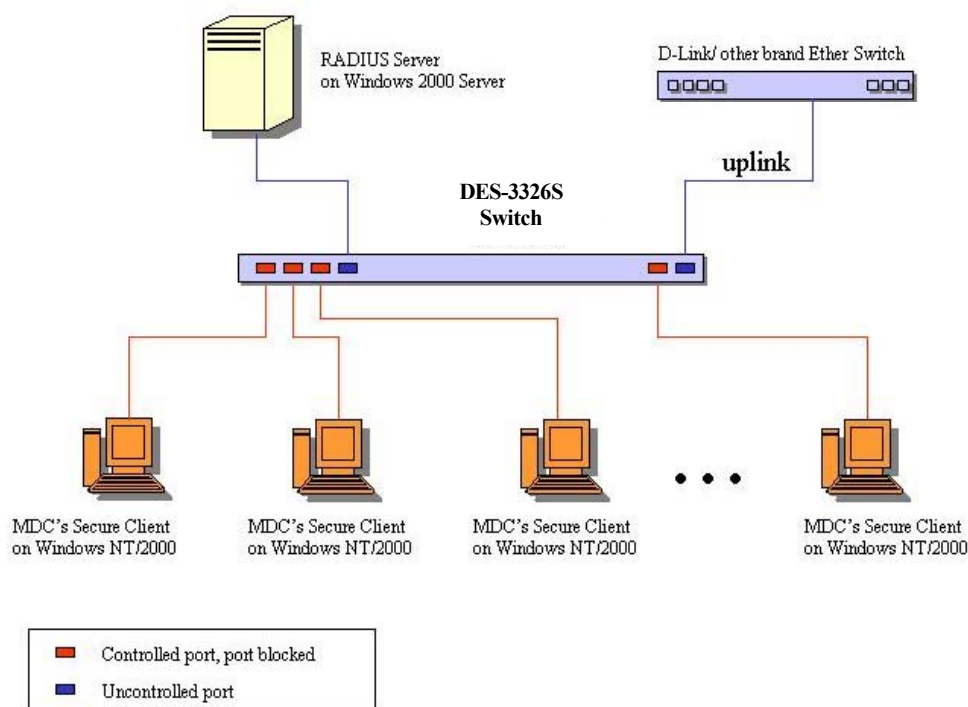 RADIUS Server
on Windows 2000 Server
D-Link/ other brand Ether Switch
uplink
DES-3326S
Switch
MDC's Secure Client
on Windows NT/2000
MDC's Secure Client
on Windows NT/2000
MDC's Secure Client
on Windows NT/2000
MDC's Secure Client
on Windows NT/2000
Controlled port, port blocked
Uncontrolled port